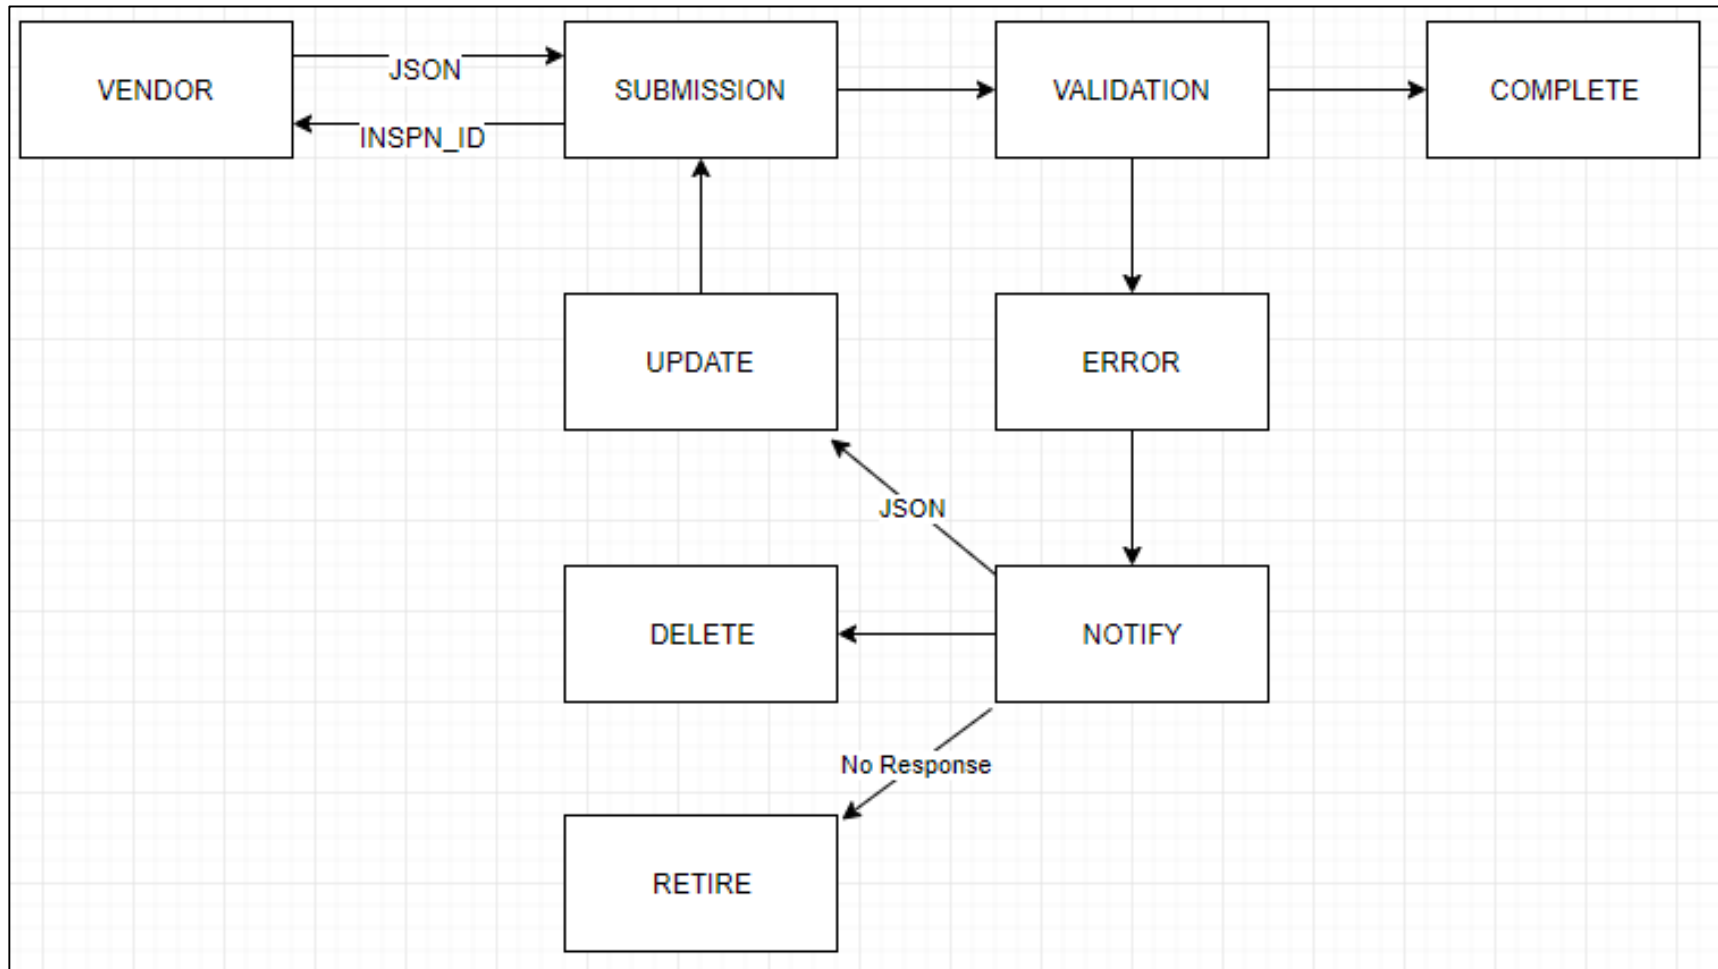 VENDOR
JSON
INSPN_ID
SUBMISSION
VALIDATION
COMPLETE
UPDATE
ERROR
JSON
DELETE
NOTIFY
No Response
RETIRE